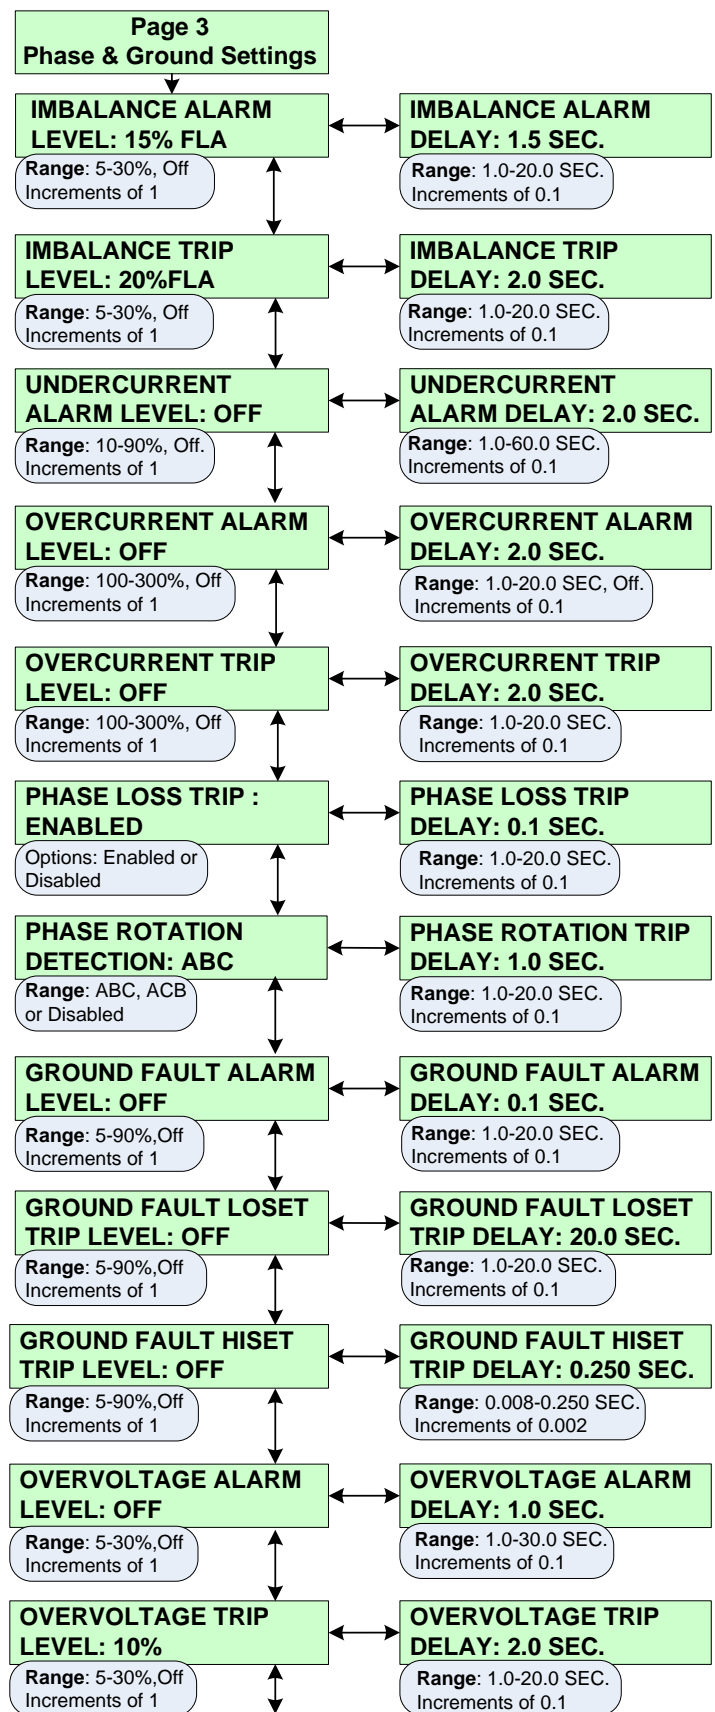 Page 3
Phase & Ground Settings
IMBALANCE ALARM
LEVEL: 15% FLA
Range: 5-30%, Off
Increments of 1
IMBALANCE ALARM
DELAY: 1.5 SEC.
Range: 1.0-20.0 SEC.
Increments of 0.1
IMBALANCE TRIP
LEVEL: 20%FLA
Range: 5-30%, Off
Increments of 1
IMBALANCE TRIP
DELAY: 2.0 SEC.
Range: 1.0-20.0 SEC.
Increments of 0.1
UNDERCURRENT
ALARM LEVEL: OFF
Range: 10-90%, Off.
Increments of 1
UNDERCURRENT
ALARM DELAY: 2.0 SEC.
Range: 1.0-60.0 SEC.
Increments of 0.1
OVERCURRENT ALARM
LEVEL: OFF
Range: 100-300%, Off
Increments of 1
OVERCURRENT ALARM
DELAY: 2.0 SEC.
Range: 1.0-20.0 SEC, Off.
Increments of 0.1
OVERCURRENT TRIP
LEVEL: OFF
Range: 100-300%, Off
Increments of 1
OVERCURRENT TRIP
DELAY: 2.0 SEC.
Range: 1.0-20.0 SEC.
Increments of 0.1
PHASE LOSS TRIP :
ENABLED
Options: Enabled or
Disabled
PHASE LOSS TRIP
DELAY: 0.1 SEC.
Range: 1.0-20.0 SEC.
Increments of 0.1
PHASE ROTATION
DETECTION: ABC
Range: ABC, ACB
or Disabled
PHASE ROTATION TRIP
DELAY: 1.0 SEC.
Range: 1.0-20.0 SEC.
Increments of 0.1
GROUND FAULT ALARM
LEVEL: OFF
Range: 5-90%,Off
Increments of 1
GROUND FAULT ALARM
DELAY: 0.1 SEC.
Range: 1.0-20.0 SEC.
Increments of 0.1
GROUND FAULT LOSET
TRIP LEVEL: OFF
Range: 5-90%,Off
Increments of 1
GROUND FAULT LOSET
TRIP DELAY: 20.0 SEC.
Range: 1.0-20.0 SEC.
Increments of 0.1
GROUND FAULT HISET
TRIP LEVEL: OFF
Range: 5-90%,Off
Increments of 1
GROUND FAULT HISET
TRIP DELAY: 0.250 SEC.
Range: 0.008-0.250 SEC.
Increments of 0.002
OVERVOLTAGE ALARM
LEVEL: OFF
Range: 5-30%,Off
Increments of 1
OVERVOLTAGE ALARM
DELAY: 1.0 SEC.
Range: 1.0-30.0 SEC.
Increments of 0.1
OVERVOLTAGE TRIP
LEVEL: 10%
Range: 5-30%,Off
Increments of 1
OVERVOLTAGE TRIP
DELAY: 2.0 SEC.
Range: 1.0-20.0 SEC.
Increments of 0.1